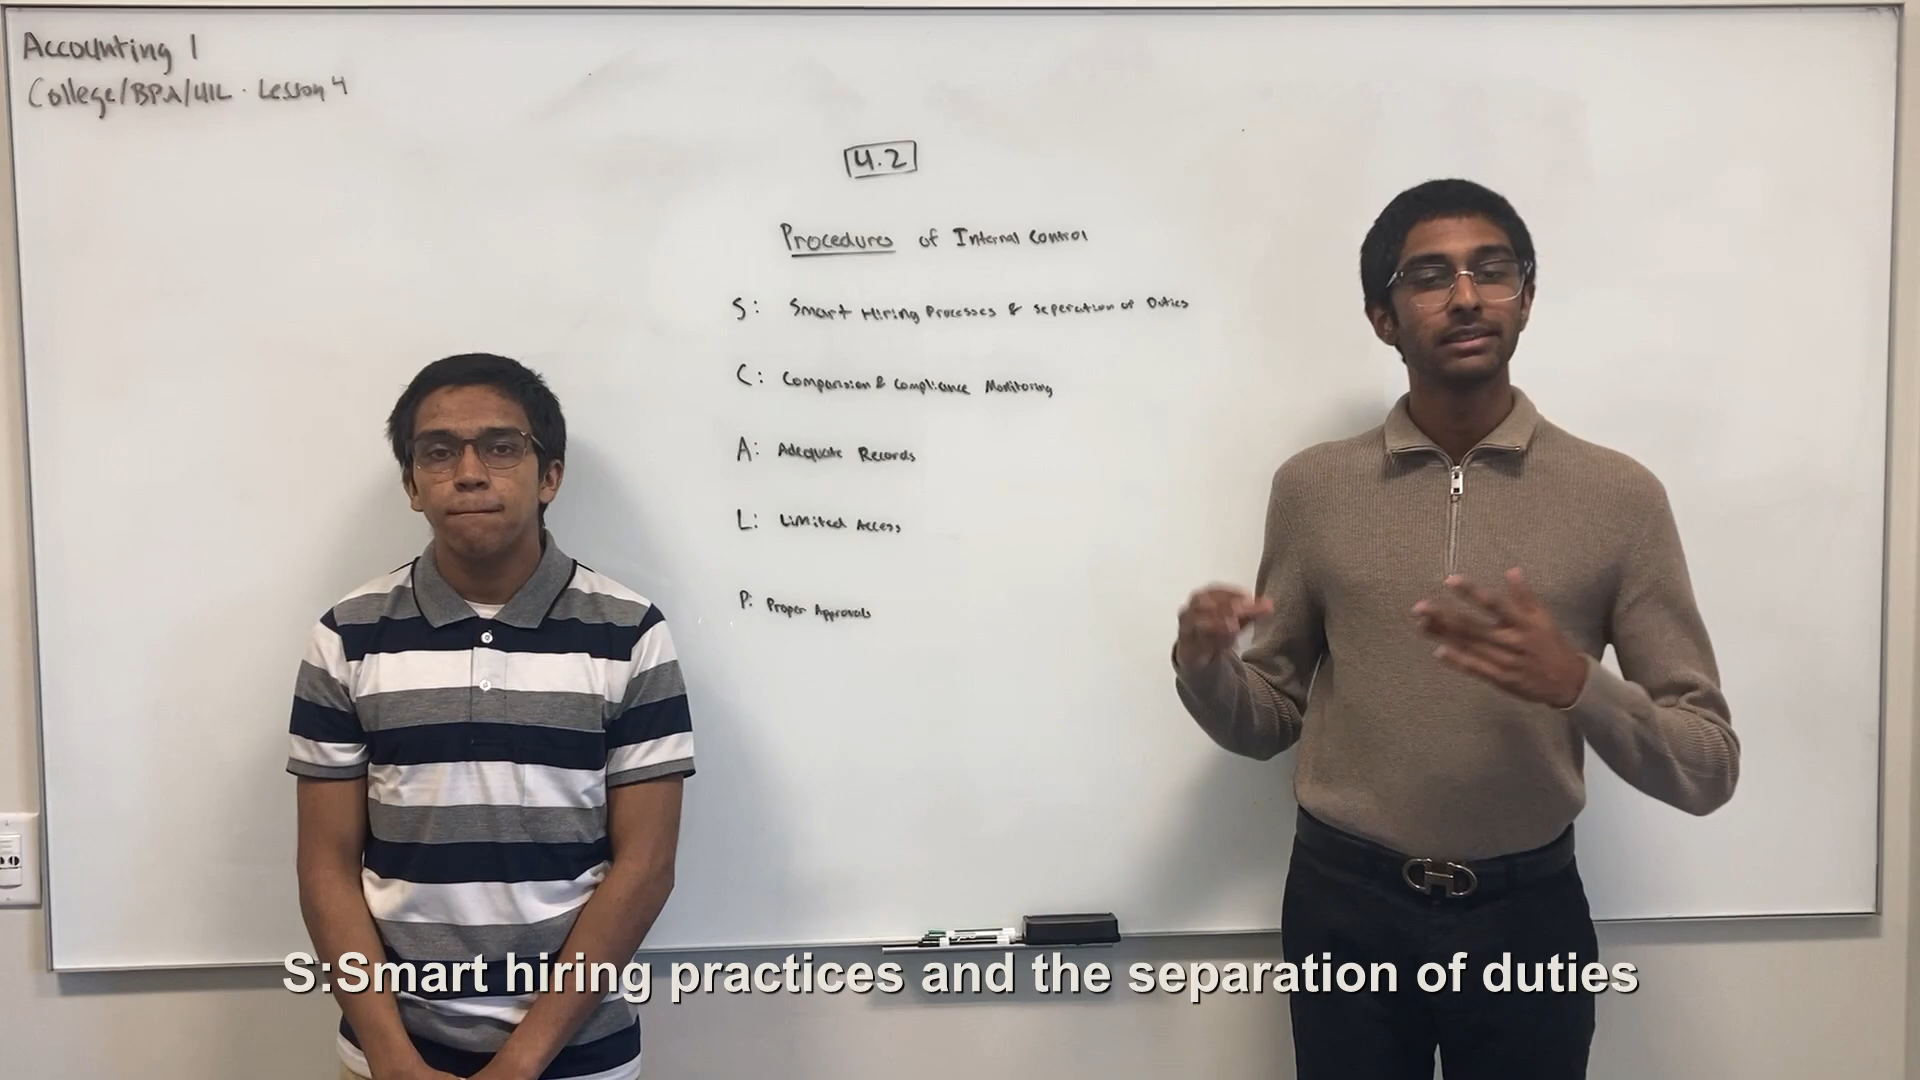 Accounting 1
College/BPA/UIL · Lesson 4
4.2
Procedures of Internal Control
S: Smart Hiring Processes & Seperation of Duties
C: Comparision & Compliance Monitoring
A: Adequate Records
L: Limited Access
P: Proper Approvals
S:Smart hiring practices and the separation of duties